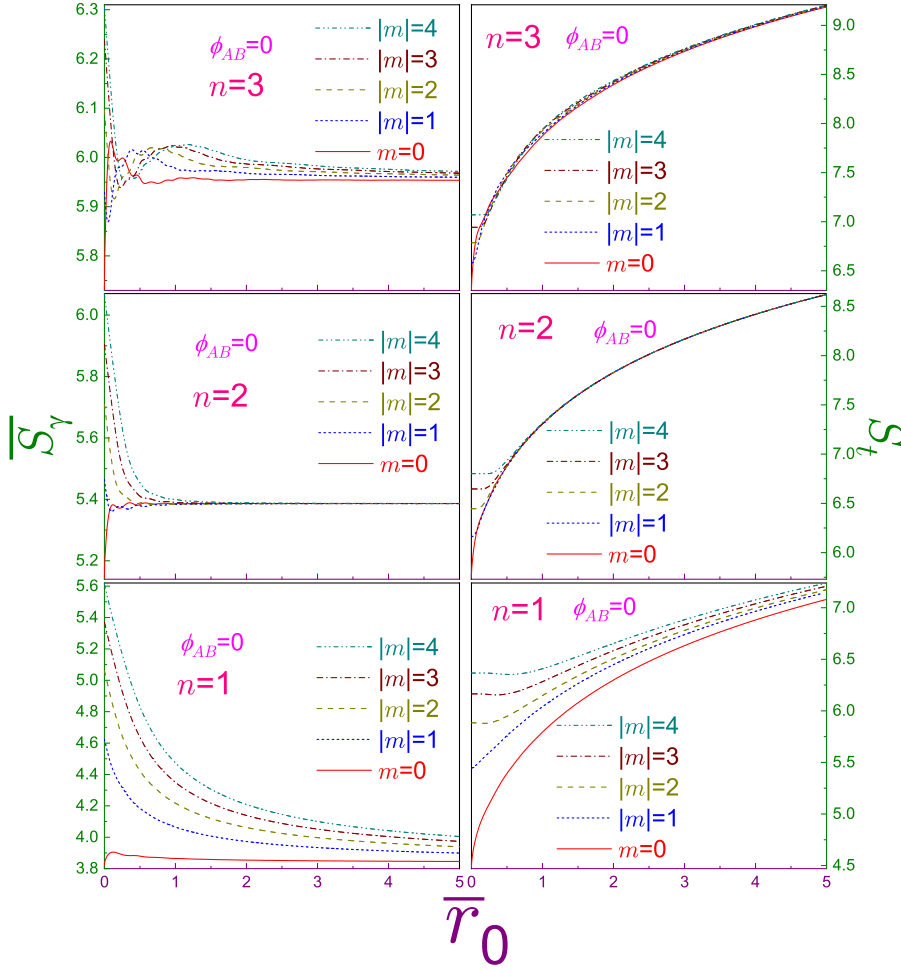 6.3
6.2
6.1
6.0
5.9
5.8
ϕ_AB=0
n=3
|m|=4
|m|=3
|m|=2
|m|=1
m=0
n=3 ϕ_AB=0
|m|=4
|m|=3
|m|=2
|m|=1
m=0
9.0
8.5
8.0
7.5
7.0
6.5
6.0
5.8
5.6
5.4
5.2
ϕ_AB=0
n=2
|m|=4
|m|=3
|m|=2
|m|=1
m=0
n=2 ϕ_AB=0
|m|=4
|m|=3
|m|=2
|m|=1
m=0
8.5
8.0
7.5
7.0
6.5
6.0
S̅_γ
S_t
5.6
5.4
5.2
5.0
4.8
4.6
4.4
4.2
4.0
3.8
ϕ_AB=0
n=1
|m|=4
|m|=3
|m|=2
|m|=1
m=0
n=1 ϕ_AB=0
|m|=4
|m|=3
|m|=2
|m|=1
m=0
7.0
6.5
6.0
5.5
5.0
4.5
0 1 2 3 4 5 0 1 2 3 4 5
r̅_0